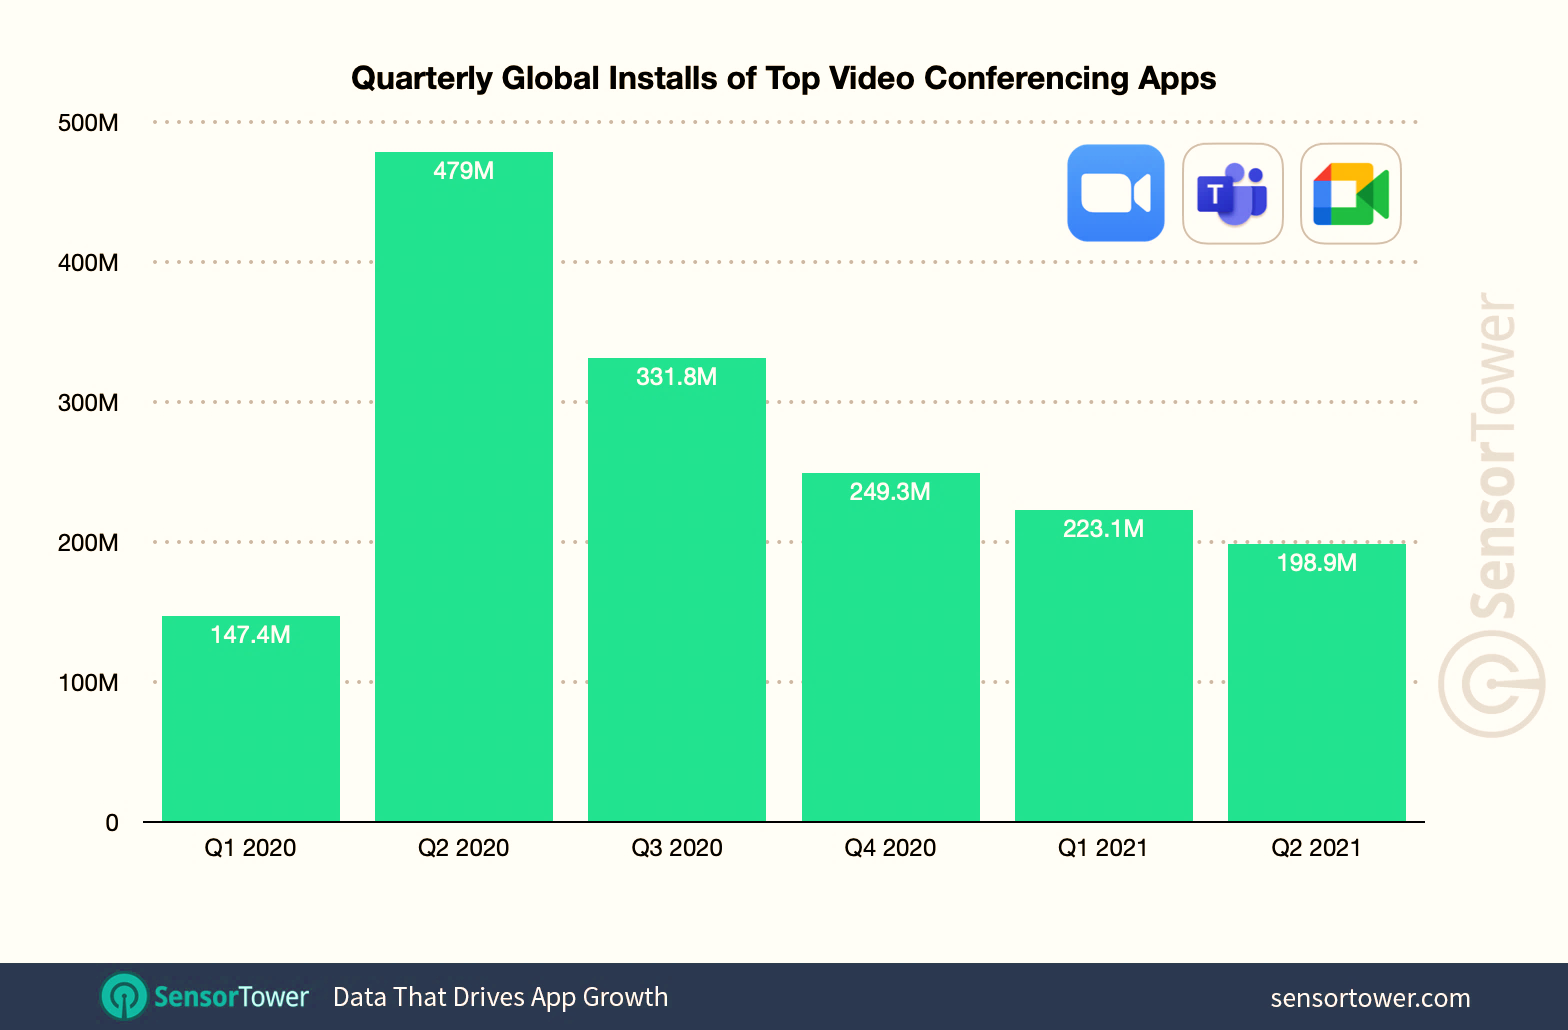 Quarterly Global Installs of Top Video Conferencing Apps
500M
400M
300M
200M
100M
0
479M
331.8M
249.3M
223.1M
198.9M
147.4M
T
Q1 2020
Q2 2020
Q3 2020
Q4 2020
Q1 2021
Q2 2021
SensorTower
SensorTower
Data That Drives App Growth
sensortower.com